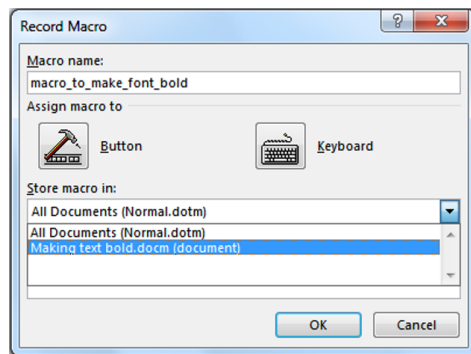 Record Macro
Macro name:
macro_to_make_font_bold
Assign macro to
Button
Keyboard
Store macro in:
All Documents (Normal.dotm)
All Documents (Normal.dotm)
Making text bold.docm (document)
OK
Cancel